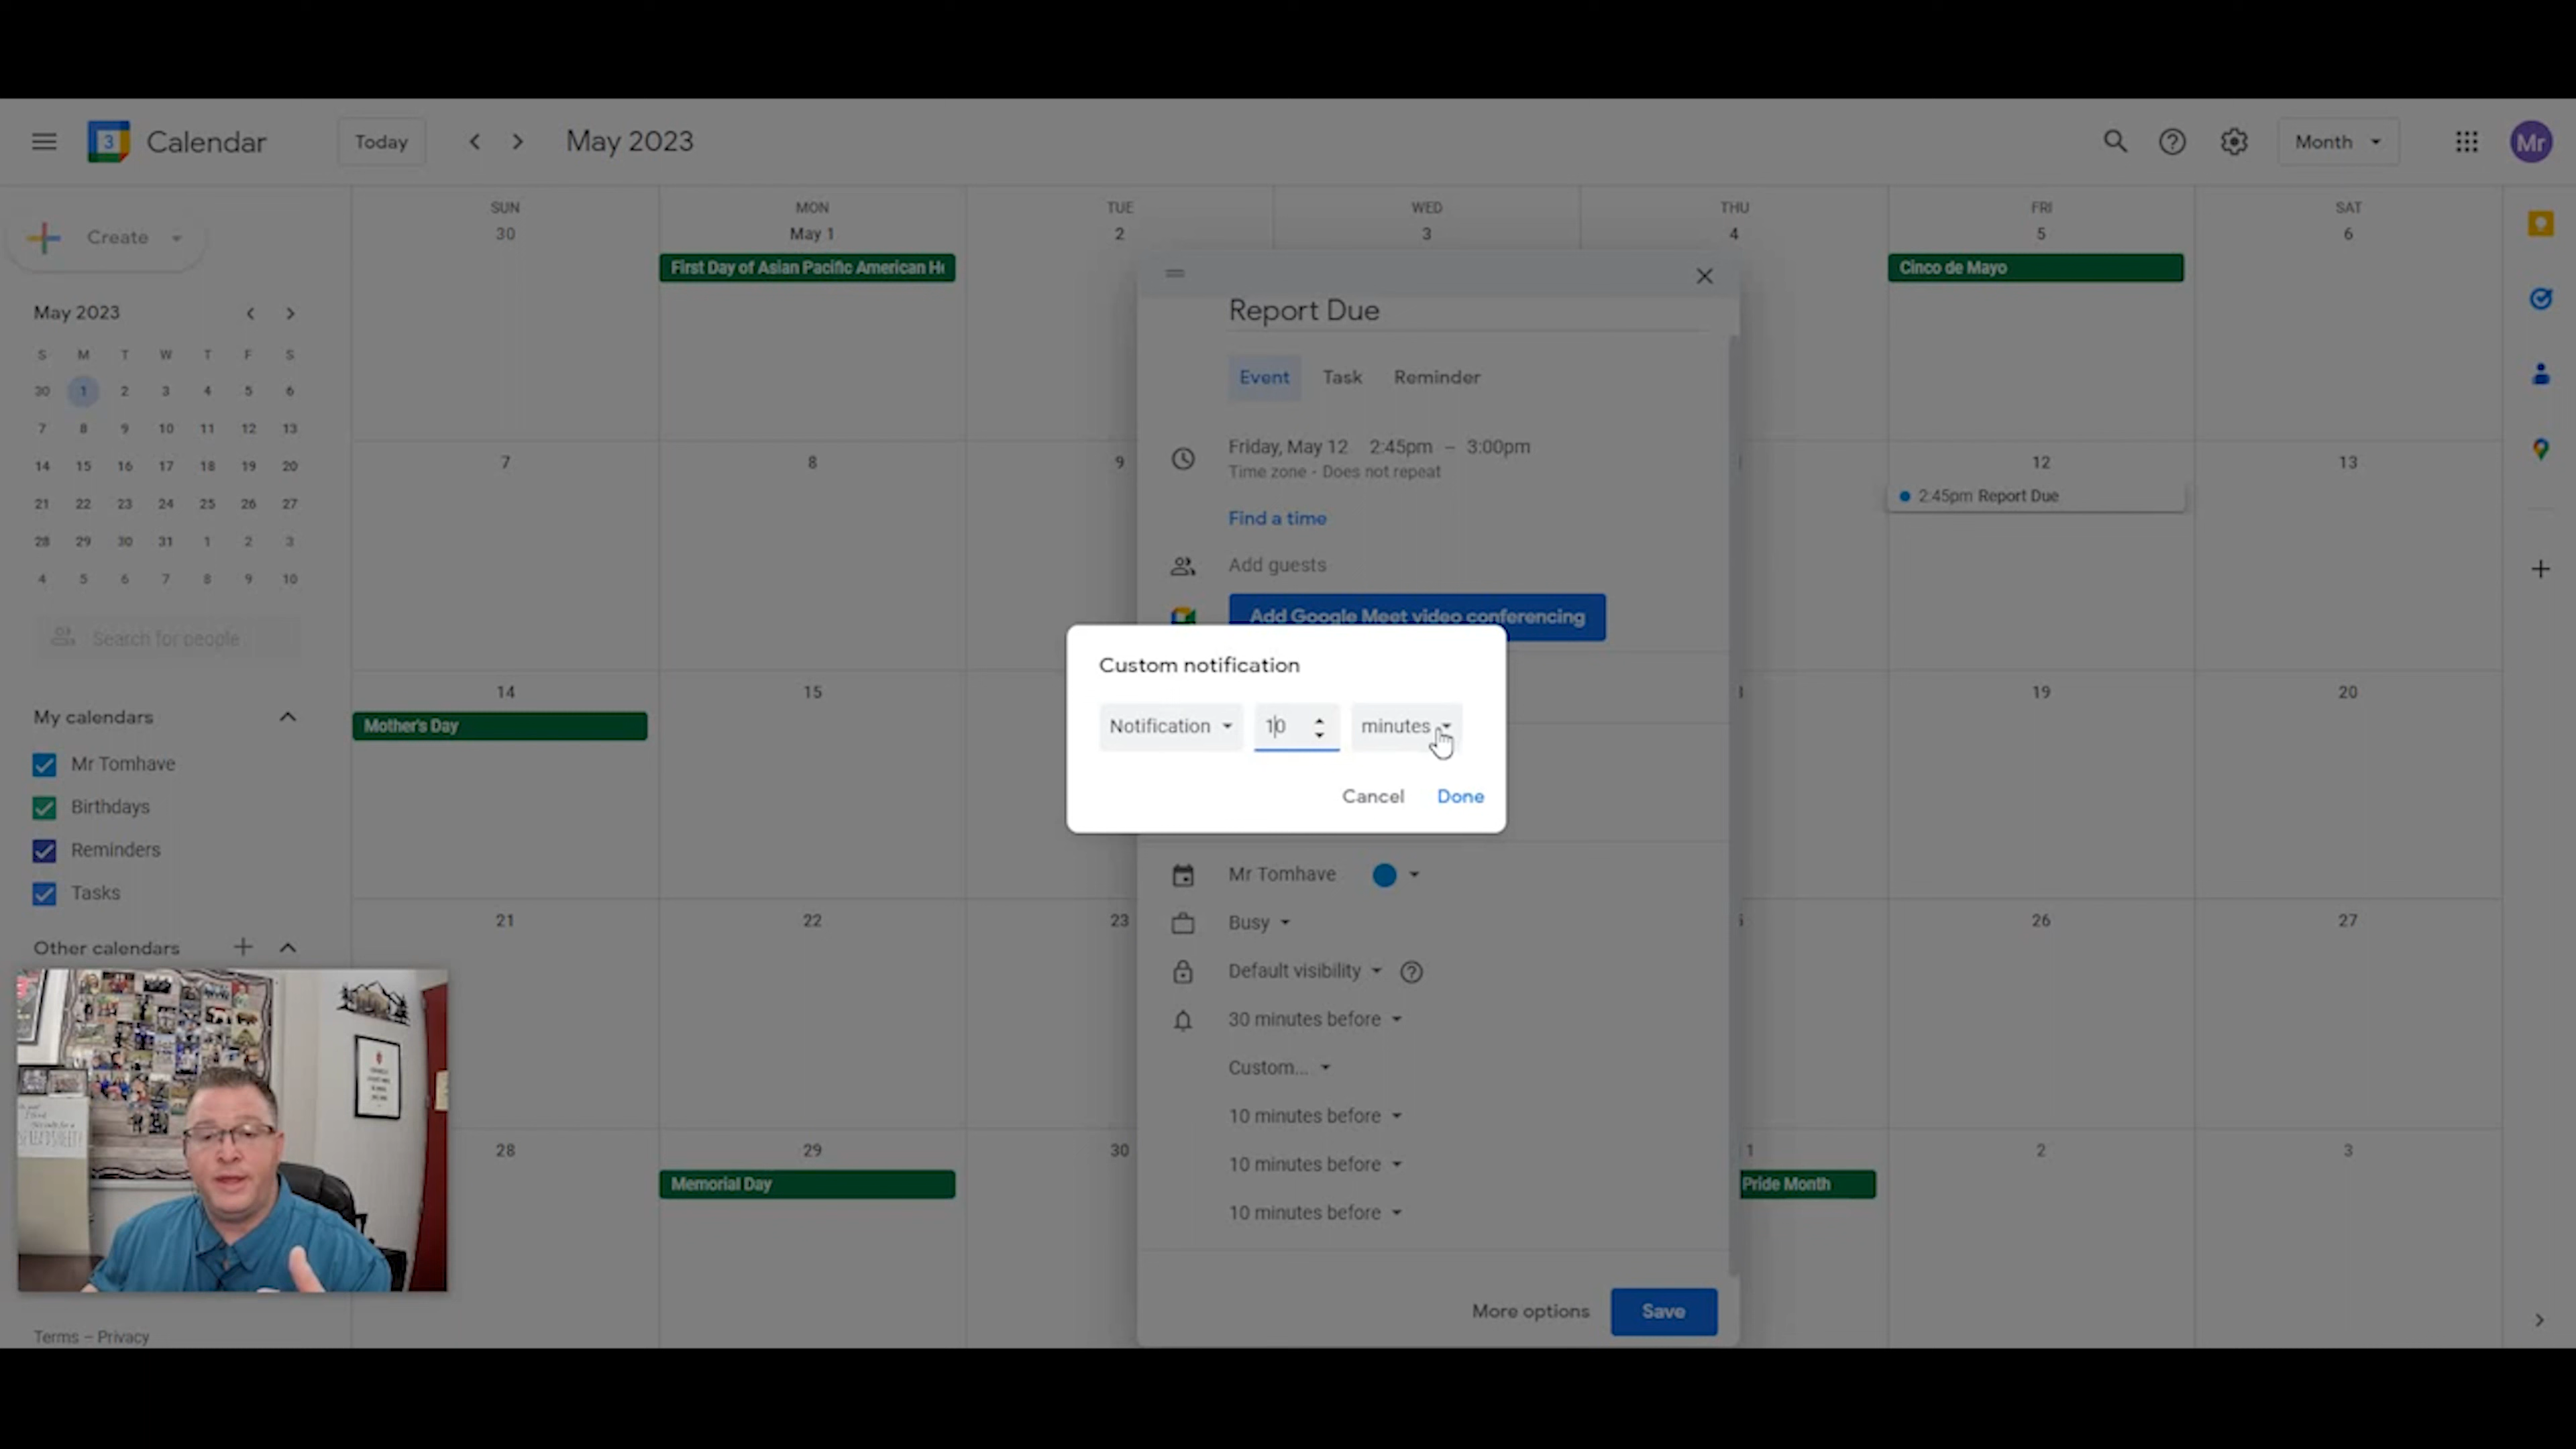 3 Calendar Today May 2023 Month Mr
Create
May 2023
S M T W T F S
30 1 2 3 4 5 6
7 8 9 10 11 12 13
14 15 16 17 18 19 20
21 22 23 24 25 26 27
28 29 30 31 1 2 3
4 5 6 7 8 9 10
Search for people
My calendars
Mr Tomhave
Birthdays
Reminders
Tasks
Other calendars
Terms – Privacy
SUN MON TUE WED THU FRI SAT
30 May 1 2 3 4 5 6
First Day of Asian Pacific American He
Cinco de Mayo
7 8 9 12 13
2:45pm Report Due
14 15 19 20
Mother's Day
21 22 23 26 27
28 29 30 1 2 3
Memorial Day
Pride Month
Report Due
Event Task Reminder
Friday, May 12 2:45pm – 3:00pm
Time zone - Does not repeat
Find a time
Add guests
Add Google Meet video conferencing
Custom notification
Notification 10 minutes
Cancel Done
Mr Tomhave
Busy
Default visibility
30 minutes before
Custom...
10 minutes before
10 minutes before
10 minutes before
More options Save
SPREADSHEET!